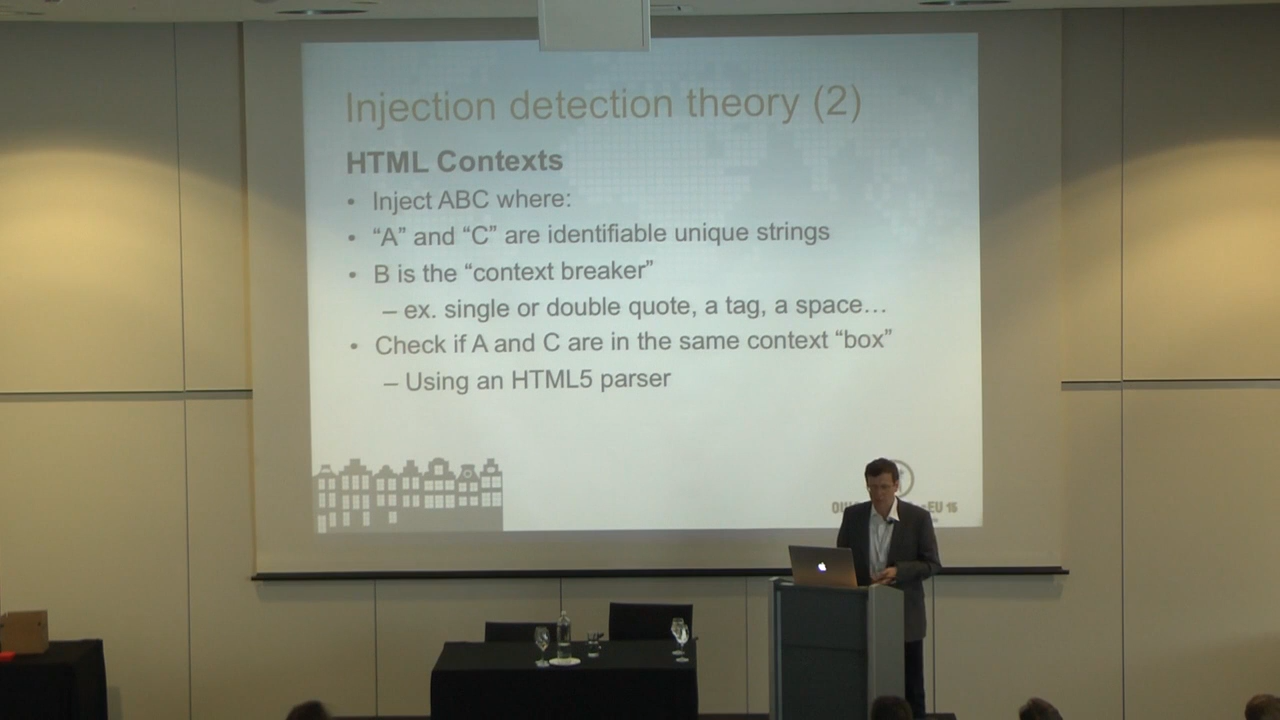 Injection detection theory (2)
HTML Contexts
• Inject ABC where:
• “A” and “C” are identifiable unique strings
• B is the “context breaker”
– ex. single or double quote, a tag, a space…
• Check if A and C are in the same context “box”
– Using an HTML5 parser
EU 15